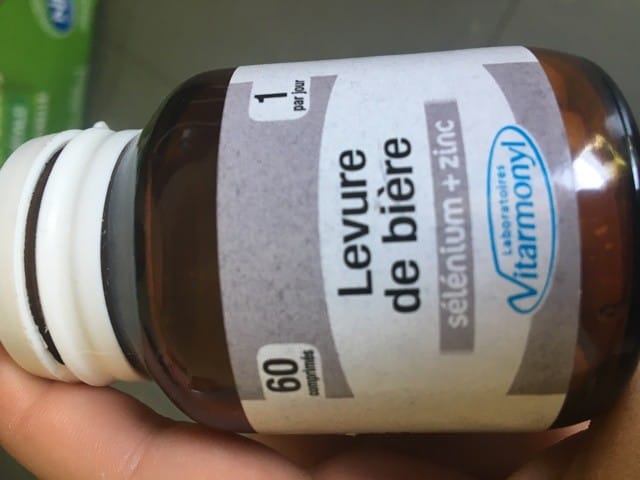 1
par jour
Levure
de bière
sélénium + zinc
Laboratoires
Vitarmonyl
60
comprimés